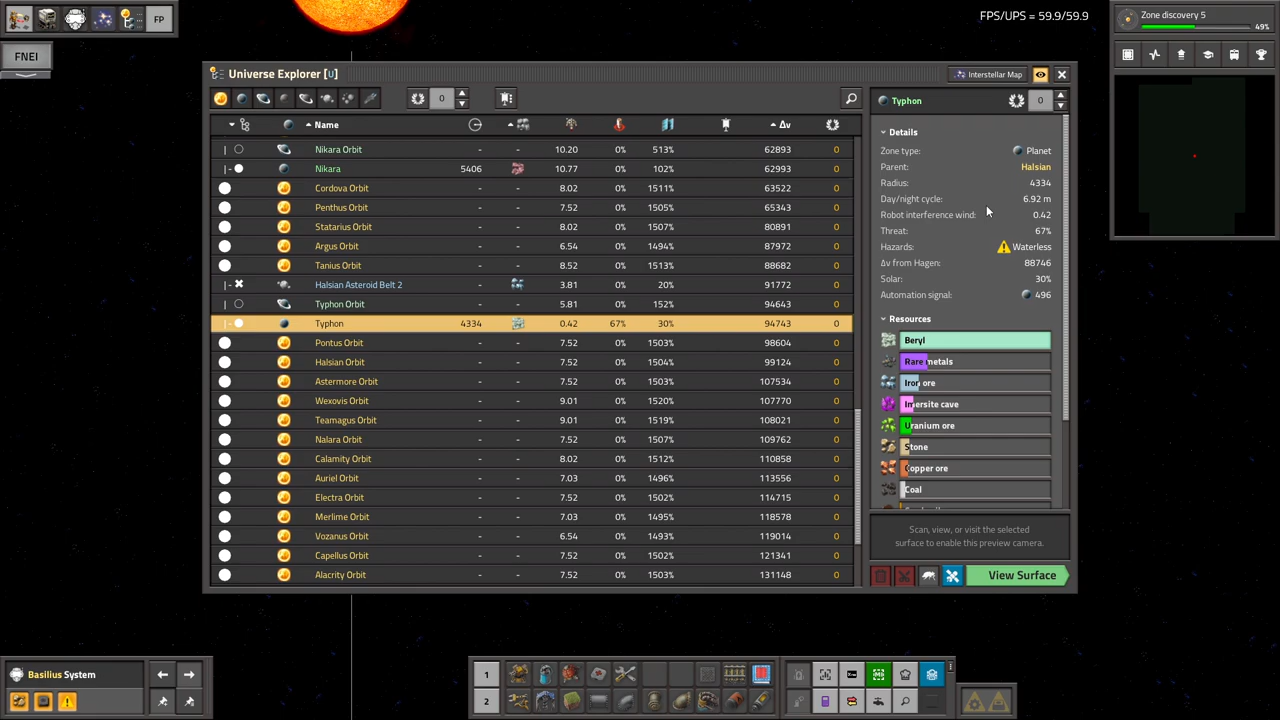 FP
FPS/UPS = 59.9/59.9
Zone discovery 5
49%
FNEI
Universe Explorer [U]
Interstellar Map
0
Name
Δv
Nikara Orbit - - 10.20 0% 513% 62893 0
Nikara 5406 10.77 0% 102% 62993 0
Cordova Orbit - - 8.02 0% 1511% 63522 0
Penthus Orbit - - 7.52 0% 1505% 65343 0
Statarius Orbit - - 8.02 0% 1507% 80891 0
Argus Orbit - - 6.54 0% 1494% 87972 0
Tanius Orbit - - 8.52 0% 1513% 88682 0
Halsian Asteroid Belt 2 - 3.81 0% 20% 91772 0
Typhon Orbit - - 5.81 0% 152% 94643 0
Typhon 4334 0.42 67% 30% 94743 0
Pontus Orbit - - 7.52 0% 1503% 98604 0
Halsian Orbit - - 7.52 0% 1504% 99124 0
Astermore Orbit - - 7.52 0% 1503% 107534 0
Wexovis Orbit - - 9.01 0% 1520% 107770 0
Teamagus Orbit - - 9.01 0% 1519% 108021 0
Nalara Orbit - - 7.52 0% 1507% 109762 0
Calamity Orbit - - 8.02 0% 1512% 110858 0
Auriel Orbit - - 7.03 0% 1496% 113556 0
Electra Orbit - - 7.52 0% 1502% 114715 0
Merlime Orbit - - 7.03 0% 1495% 118578 0
Vozanus Orbit - - 6.54 0% 1493% 119014 0
Capellus Orbit - - 7.52 0% 1502% 121341 0
Alacrity Orbit - - 7.52 0% 1503% 131148 0
Typhon 0
Details
Zone type: Planet
Parent: Halsian
Radius: 4334
Day/night cycle: 6.92 m
Robot interference wind: 0.42
Threat: 67%
Hazards: Waterless
Δv from Hagen: 88746
Solar: 30%
Automation signal: 496
Resources
Beryl
Rare metals
Iron ore
Imersite cave
Uranium ore
Stone
Copper ore
Coal
Scan, view, or visit the selected
surface to enable this preview camera.
View Surface
Basilius System
1
2